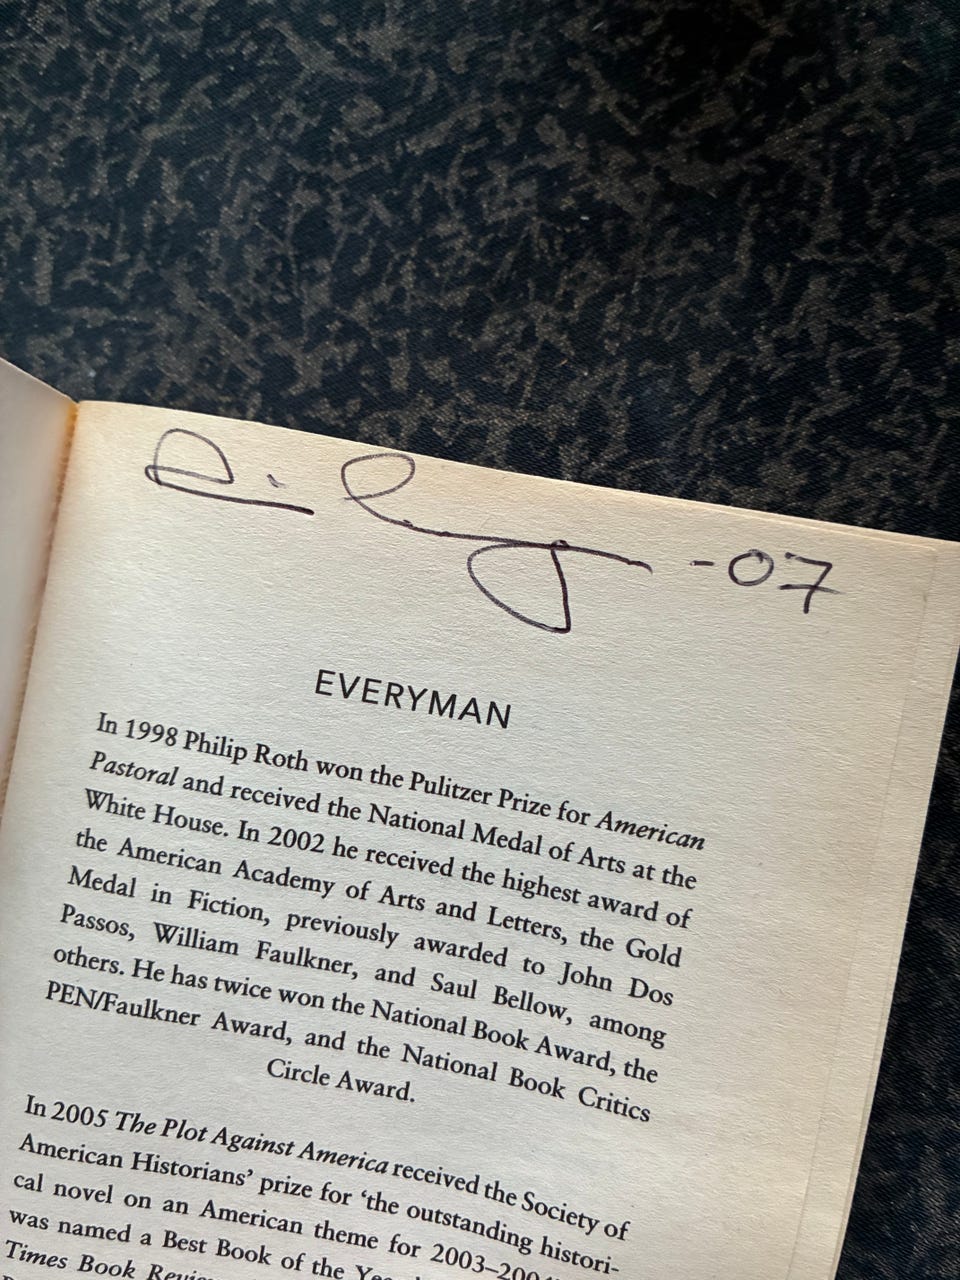 -07
EVERYMAN
In 1998 Philip Roth won the Pulitzer Prize for American
Pastoral and received the National Medal of Arts at the
White House. In 2002 he received the highest award of
the American Academy of Arts and Letters, the Gold
Medal in Fiction, previously awarded to John Dos
Passos, William Faulkner, and Saul Bellow, among
others. He has twice won the National Book Award, the
PEN/Faulkner Award, and the National Book Critics
Circle Award.
In 2005 The Plot Against America received the Society of
American Historians' prize for 'the outstanding histori-
cal novel on an American theme for 2003–
was named a Best Book of the
Times Book